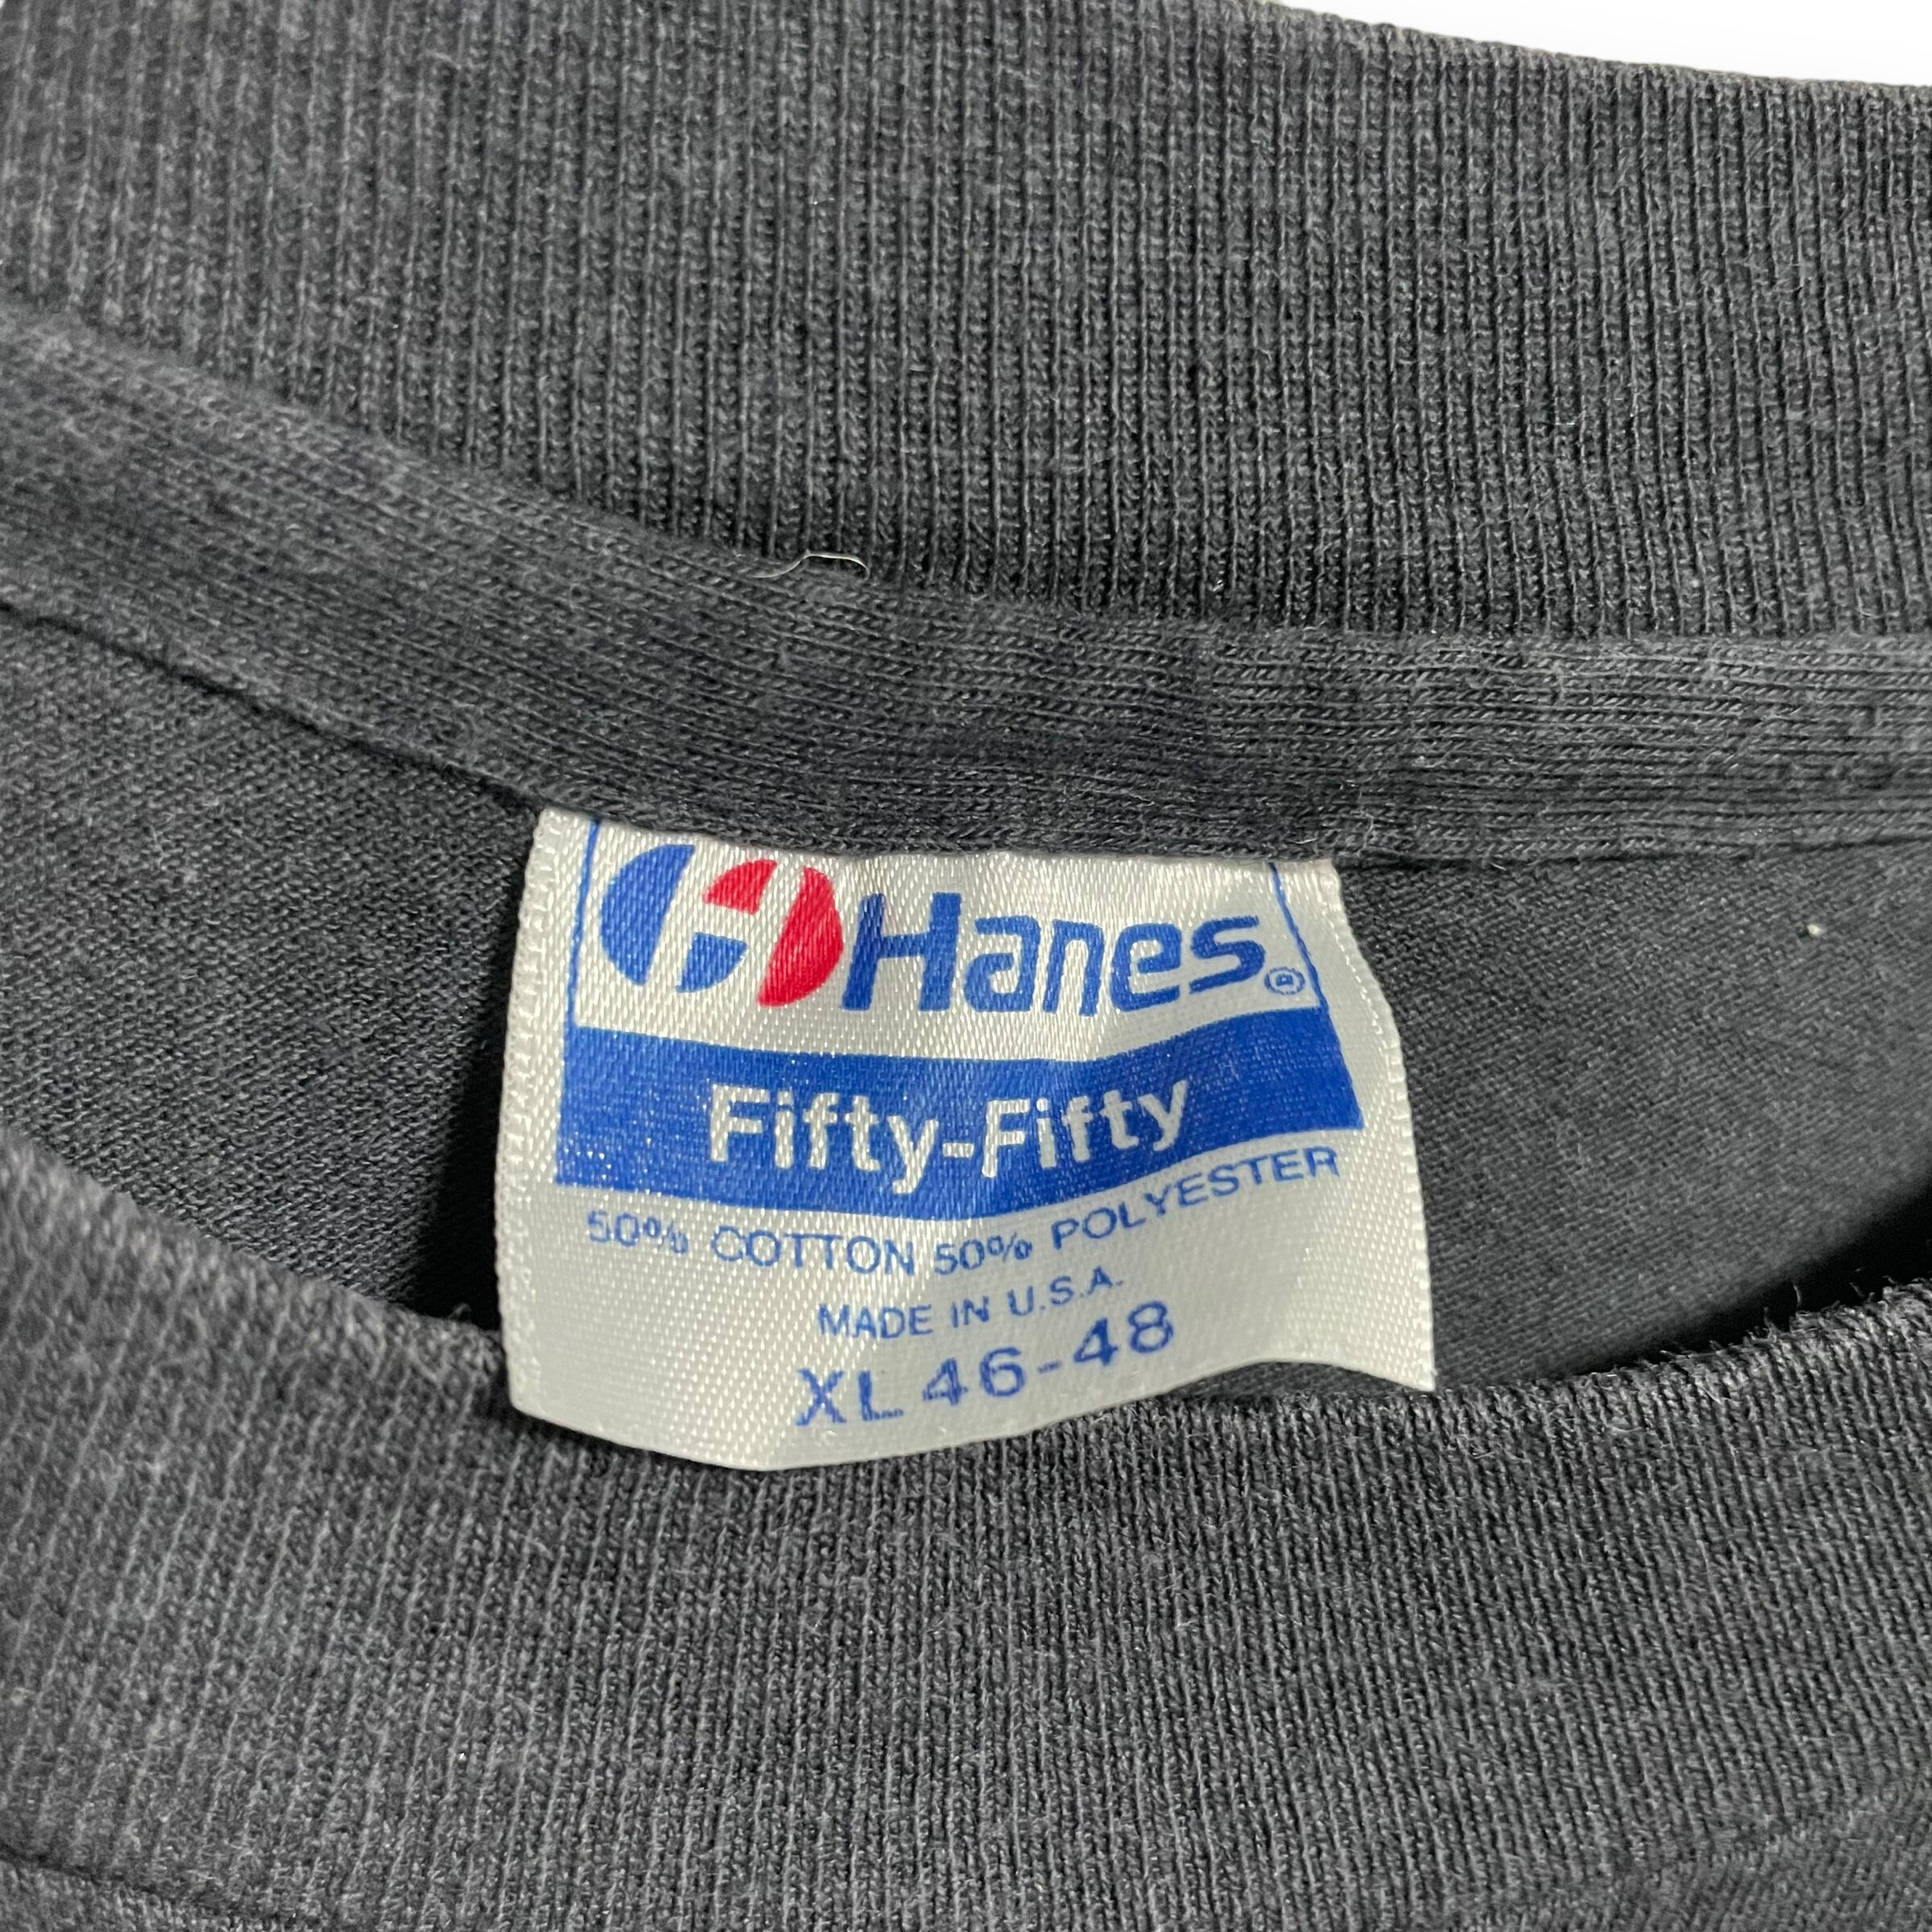 Hanes®
Fifty-Fifty
50% COTTON 50% POLYESTER
MADE IN U.S.A.
XL 46-48